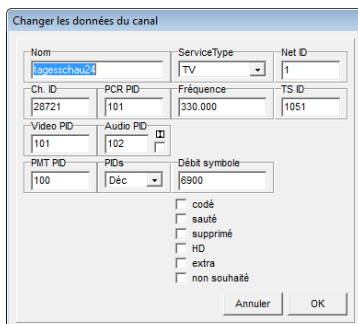 Changer les données du canal
Nom ServiceType Net ID
tagesschau24 TV 1
Ch. ID PCR PID Fréquence TS ID
28721 101 330.000 1051
Video PID Audio PID
101 102
PMT PID PIDs Débit symbole
100 Déc 6900
codé
sauté
supprimé
HD
extra
non souhaité
Annuler OK